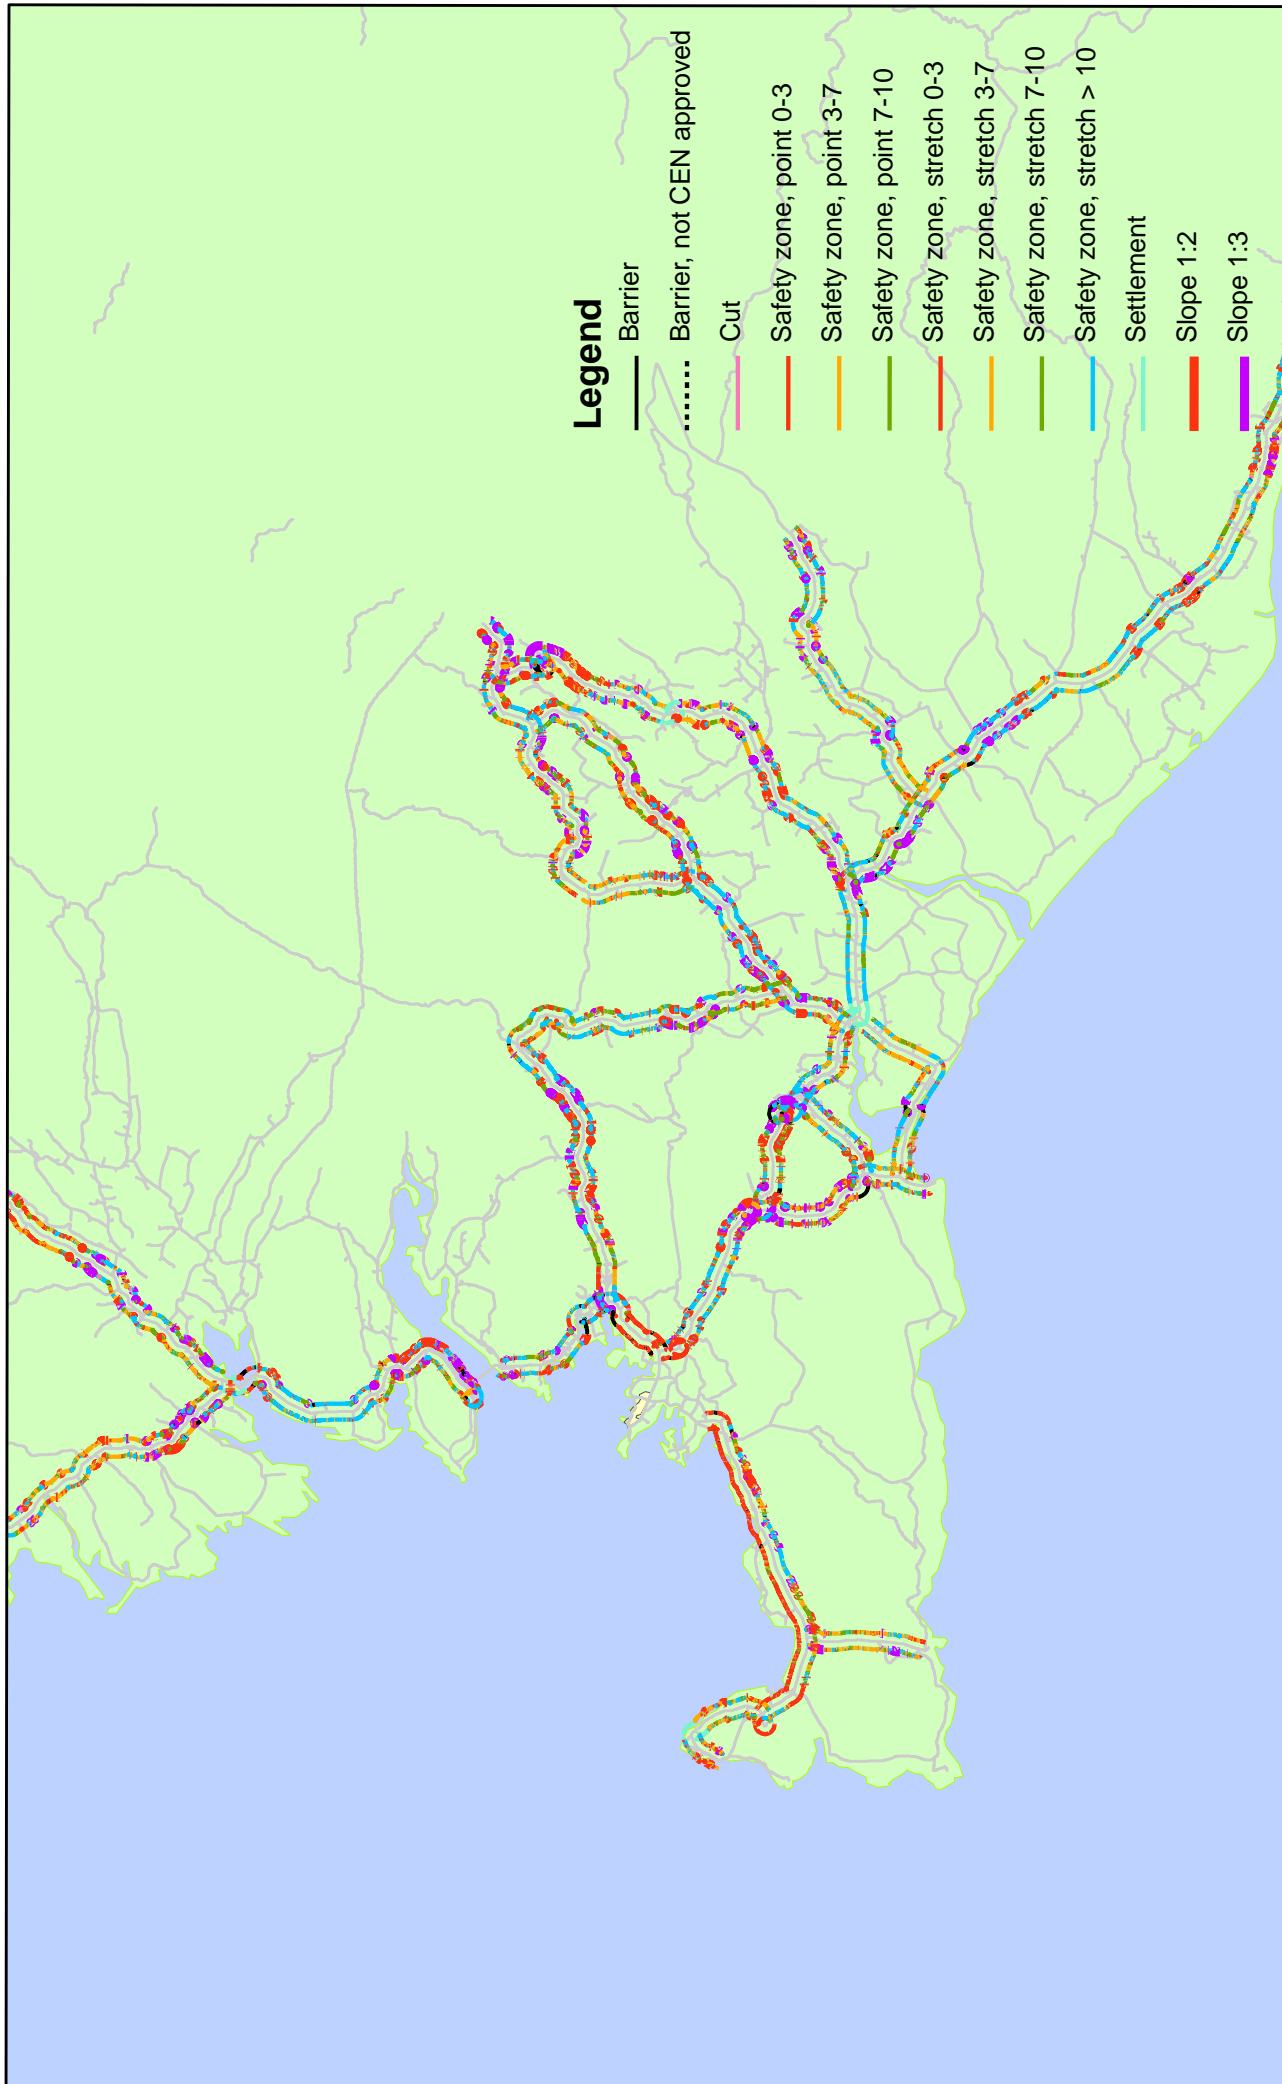 Legend
Barrier
Barrier, not CEN approved
Cut
Safety zone, point 0-3
Safety zone, point 3-7
Safety zone, point 7-10
Safety zone, stretch 0-3
Safety zone, stretch 3-7
Safety zone, stretch 7-10
Safety zone, stretch > 10
Settlement
Slope 1:2
Slope 1:3